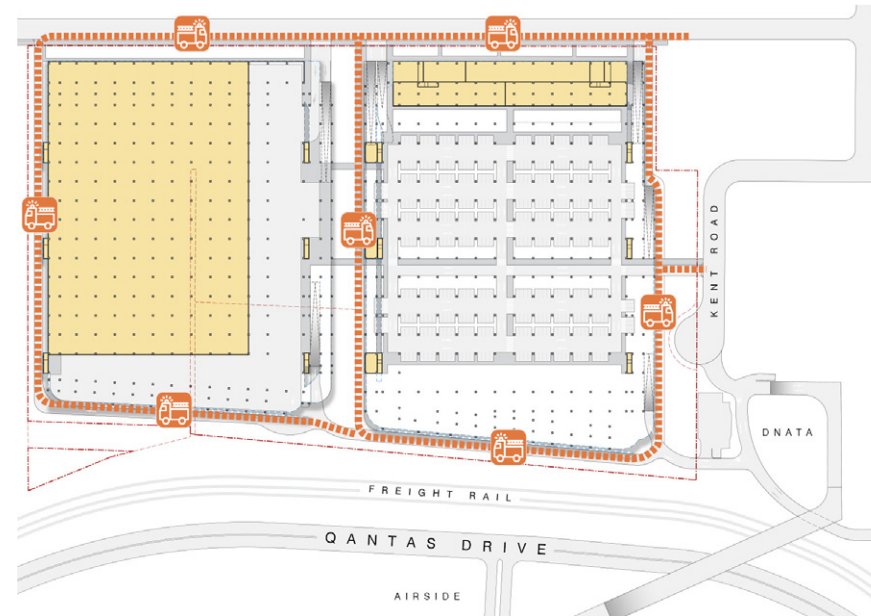 KENT ROAD
DNATA
FREIGHT RAIL
QANTAS DRIVE
AIRSIDE